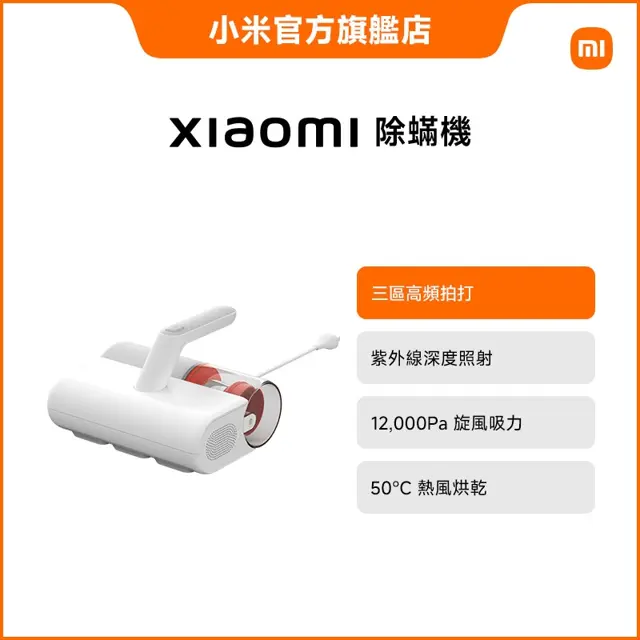 小米官方旗艦店
mi
xiaomi 除蟎機
三區高頻拍打
紫外線深度照射
12,000Pa 旋風吸力
50°C 熱風烘乾